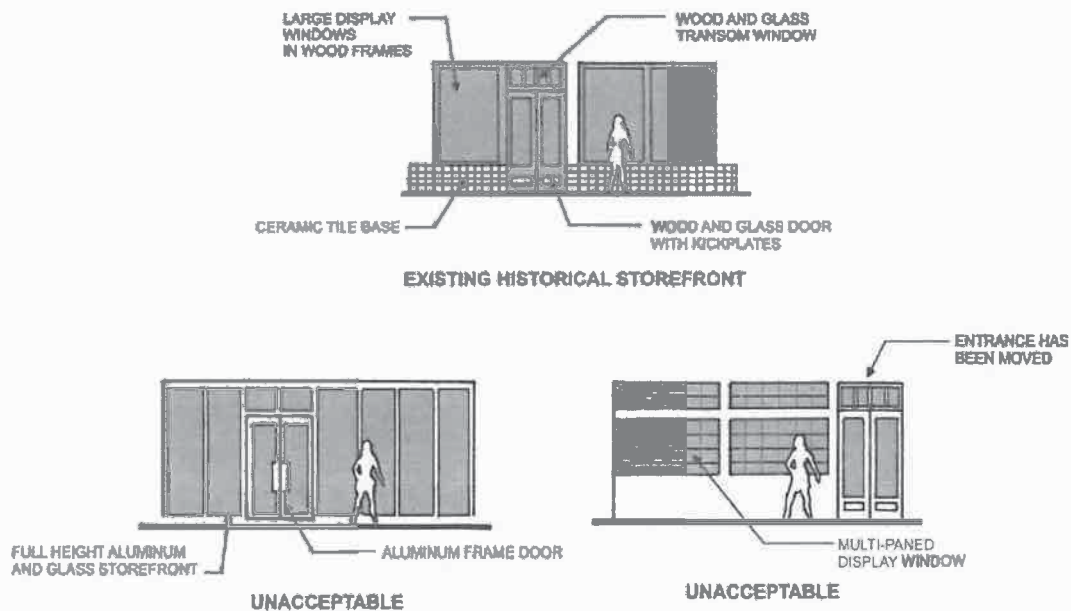 LARGE DISPLAY
WINDOWS
IN WOOD FRAMES
WOOD AND GLASS
TRANSOM WINDOW
CERAMIC TILE BASE
WOOD AND GLASS DOOR
WITH KICKPLATES
EXISTING HISTORICAL STOREFRONT
ENTRANCE HAS
BEEN MOVED
FULL HEIGHT ALUMINUM
AND GLASS STOREFRONT
ALUMINUM FRAME DOOR
MULTI-PANED
DISPLAY WINDOW
UNACCEPTABLE
UNACCEPTABLE